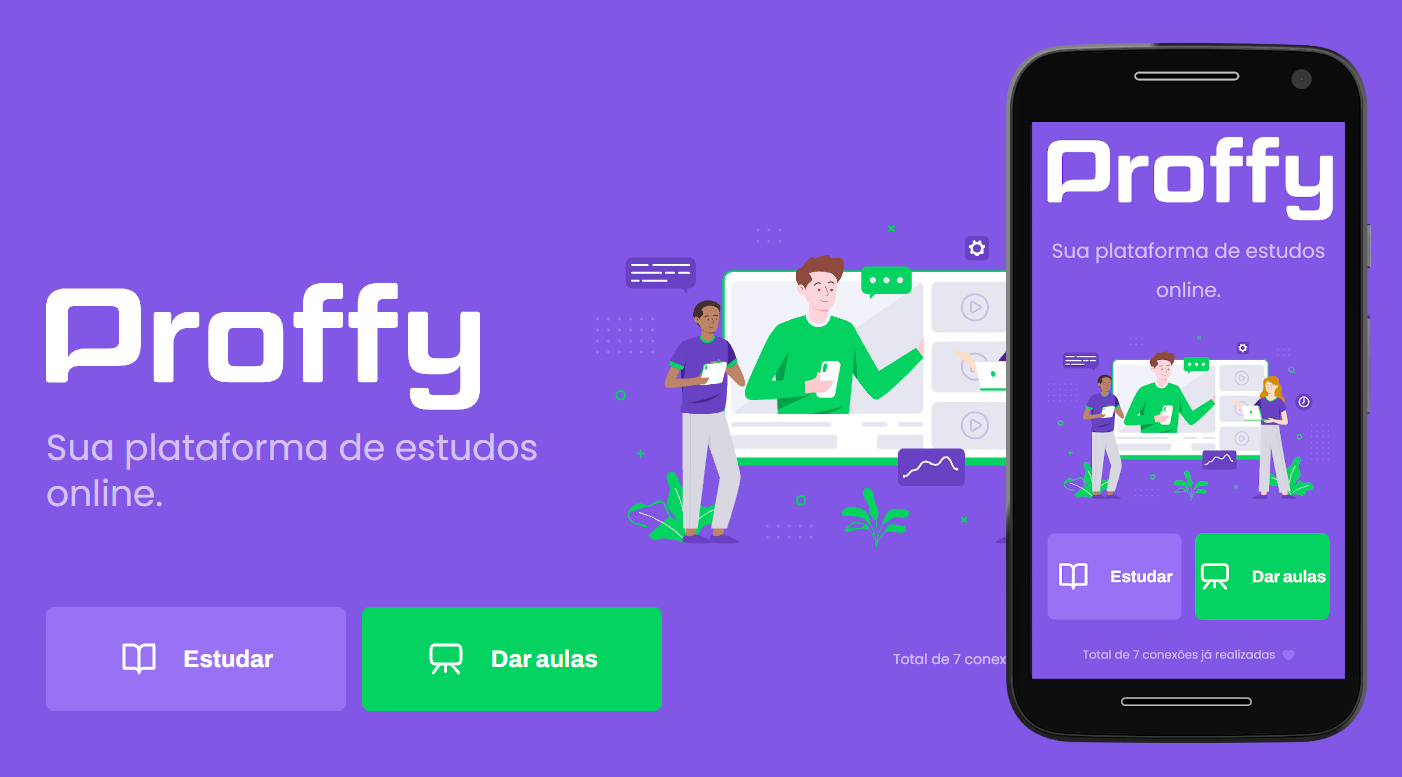 Proffy
Sua plataforma de estudos
online.
Estudar
Dar aulas
Total de 7 conex
Proffy
Sua plataforma de estudos
online.
Estudar
Dar aulas
Total de 7 conexões já realizadas